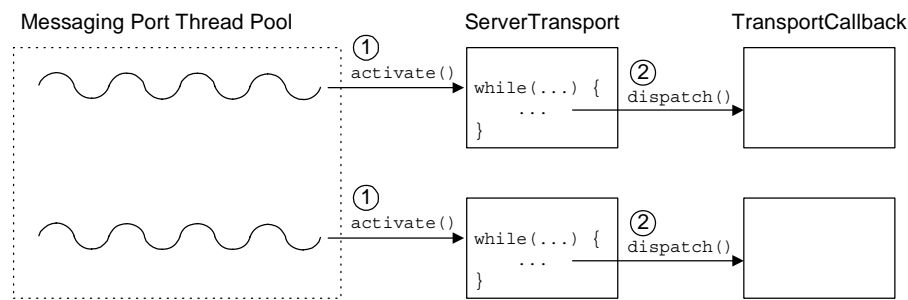 Messaging Port Thread Pool
ServerTransport
TransportCallback
1
activate()
while(...) {
...
}
2
dispatch()
1
activate()
while(...) {
...
}
2
dispatch()